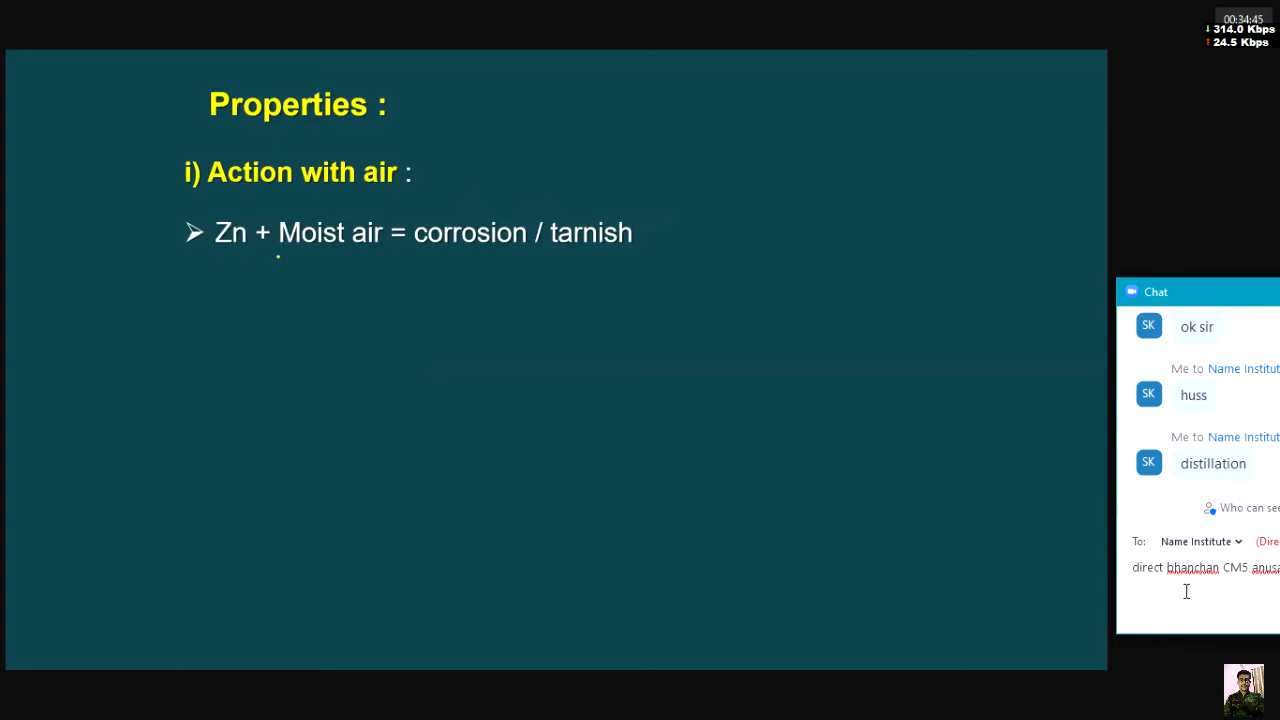 00:34:45
↓ 314.0 Kbps
↑ 24.5 Kbps
Properties :
i) Action with air :
➢ Zn + Moist air = corrosion / tarnish
Chat
SK ok sir
Me to Name Institut
SK huss
Me to Name Institut
SK distillation
Who can see
To: Name Institute (Dire
direct bhanchan CM5 anusa